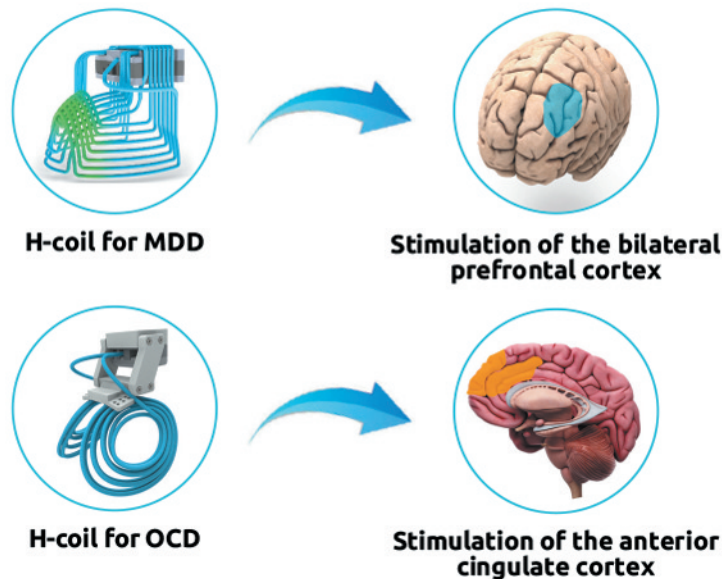 H-coil for MDD
Stimulation of the bilateral
prefrontal cortex
H-coil for OCD
Stimulation of the anterior
cingulate cortex